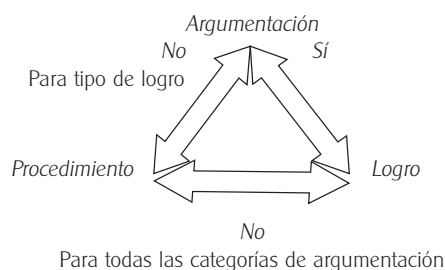 Argumentación
No Sí
Para tipo de logro
Procedimiento Logro
No
Para todas las categorías de argumentación